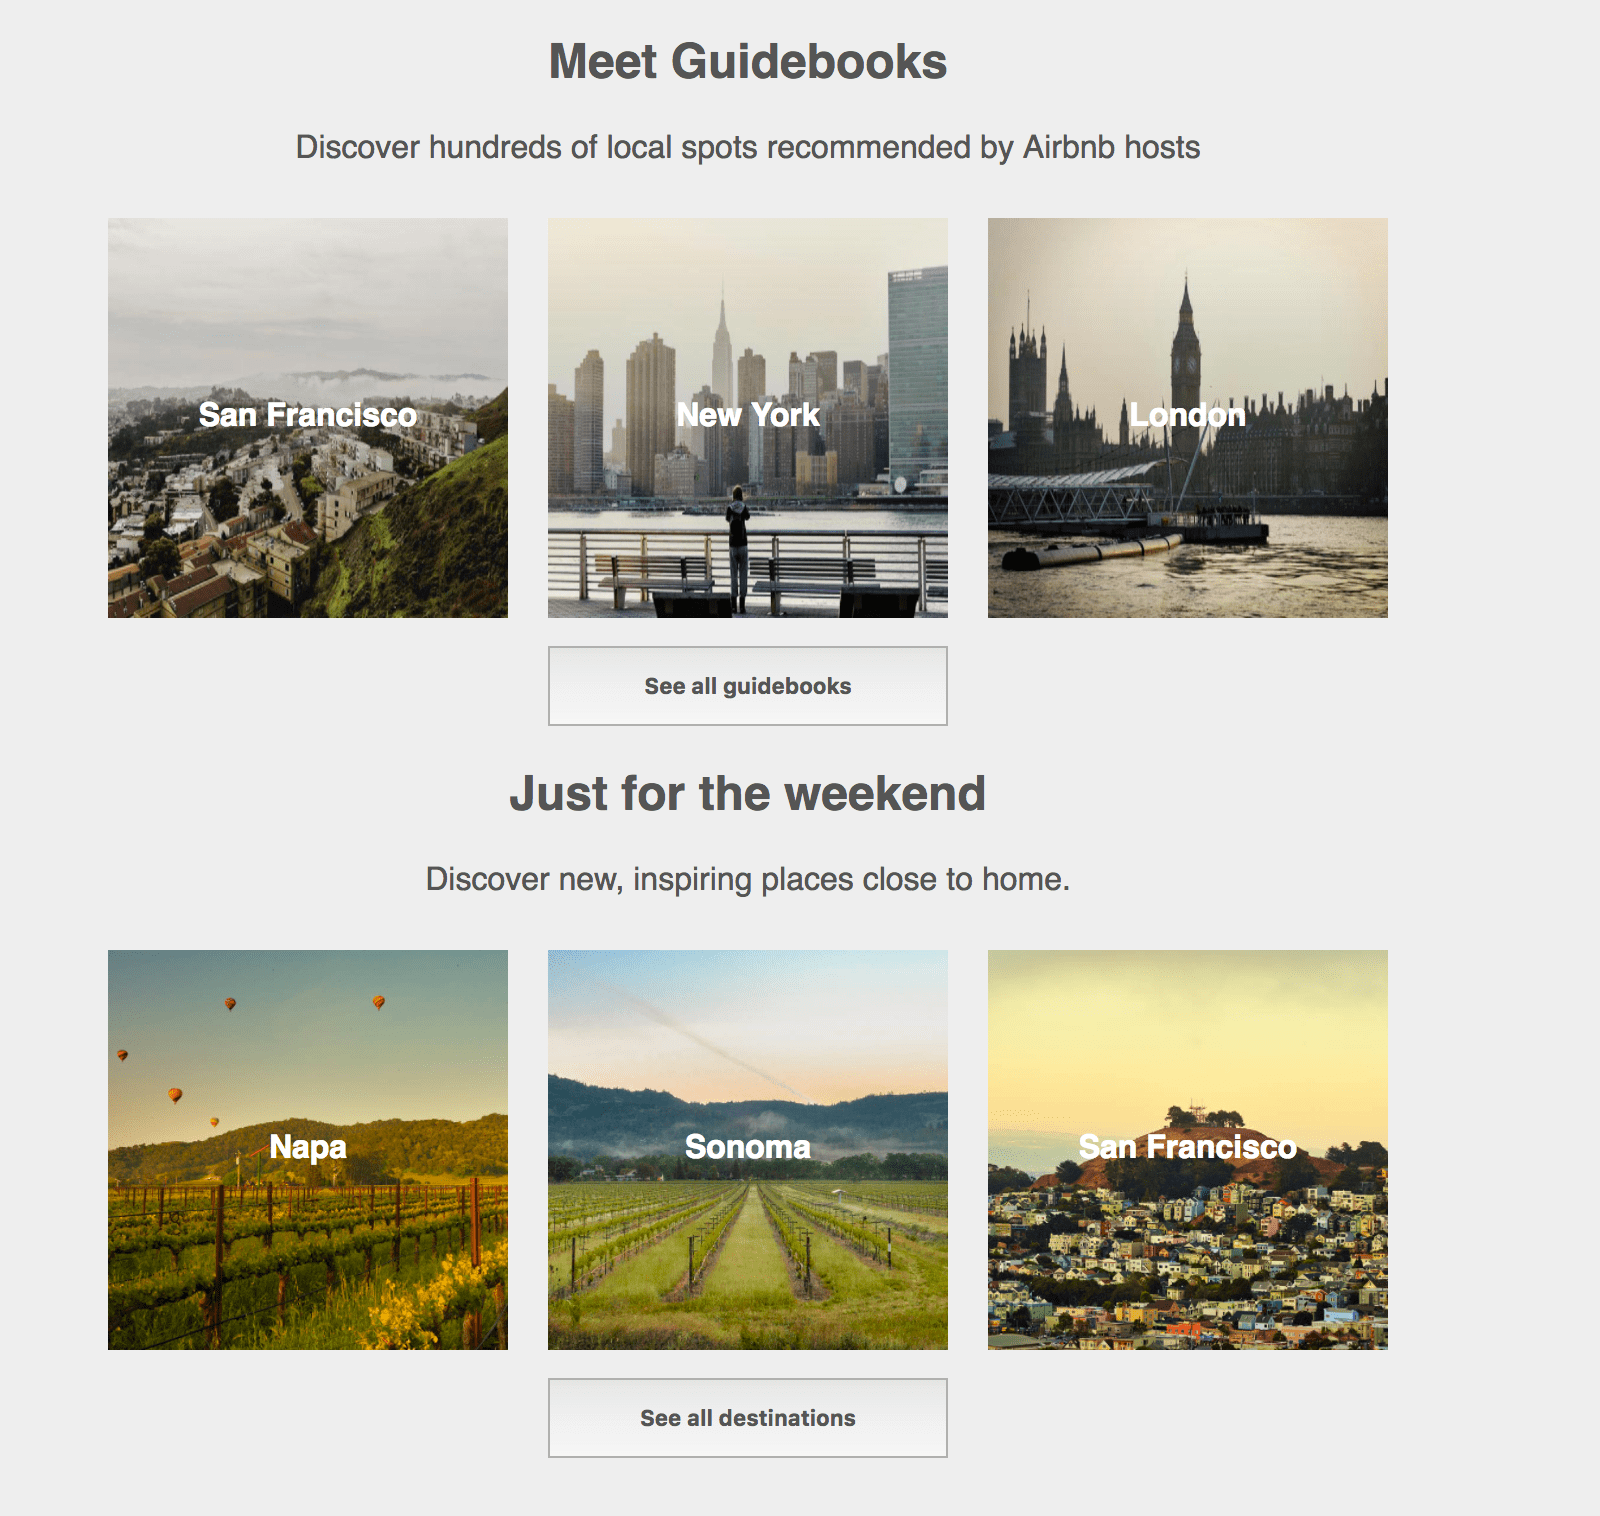 Meet Guidebooks
Discover hundreds of local spots recommended by Airbnb hosts
San Francisco
New York
London
See all guidebooks
Just for the weekend
Discover new, inspiring places close to home.
Napa
Sonoma
San Francisco
See all destinations